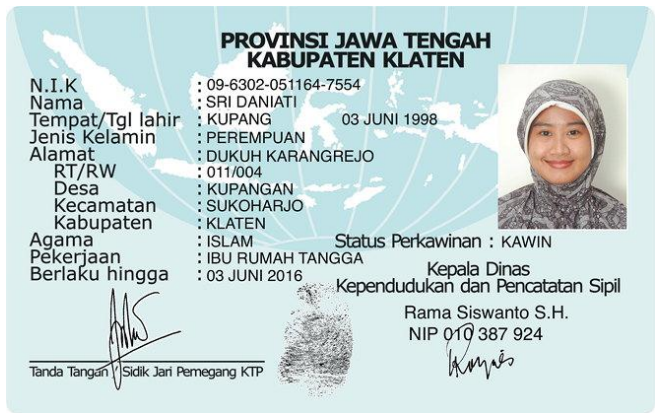 PROVINSI JAWA TENGAH
KABUPATEN KLATEN
N.I.K : 09-6302-051164-7554
Nama : SRI DANIATI
Tempat/Tgl lahir : KUPANG 03 JUNI 1998
Jenis Kelamin : PEREMPUAN
Alamat : DUKUH KARANGREJO
RT/RW : 011/004
Desa : KUPANGAN
Kecamatan : SUKOHARJO
Kabupaten : KLATEN
Agama : ISLAM Status Perkawinan : KAWIN
Pekerjaan : IBU RUMAH TANGGA
Berlaku hingga : 03 JUNI 2016
Kepala Dinas
Kependudukan dan Pencatatan Sipil
Rama Siswanto S.H.
NIP 010 387 924
Tanda Tangan Sidik Jari Pemegang KTP